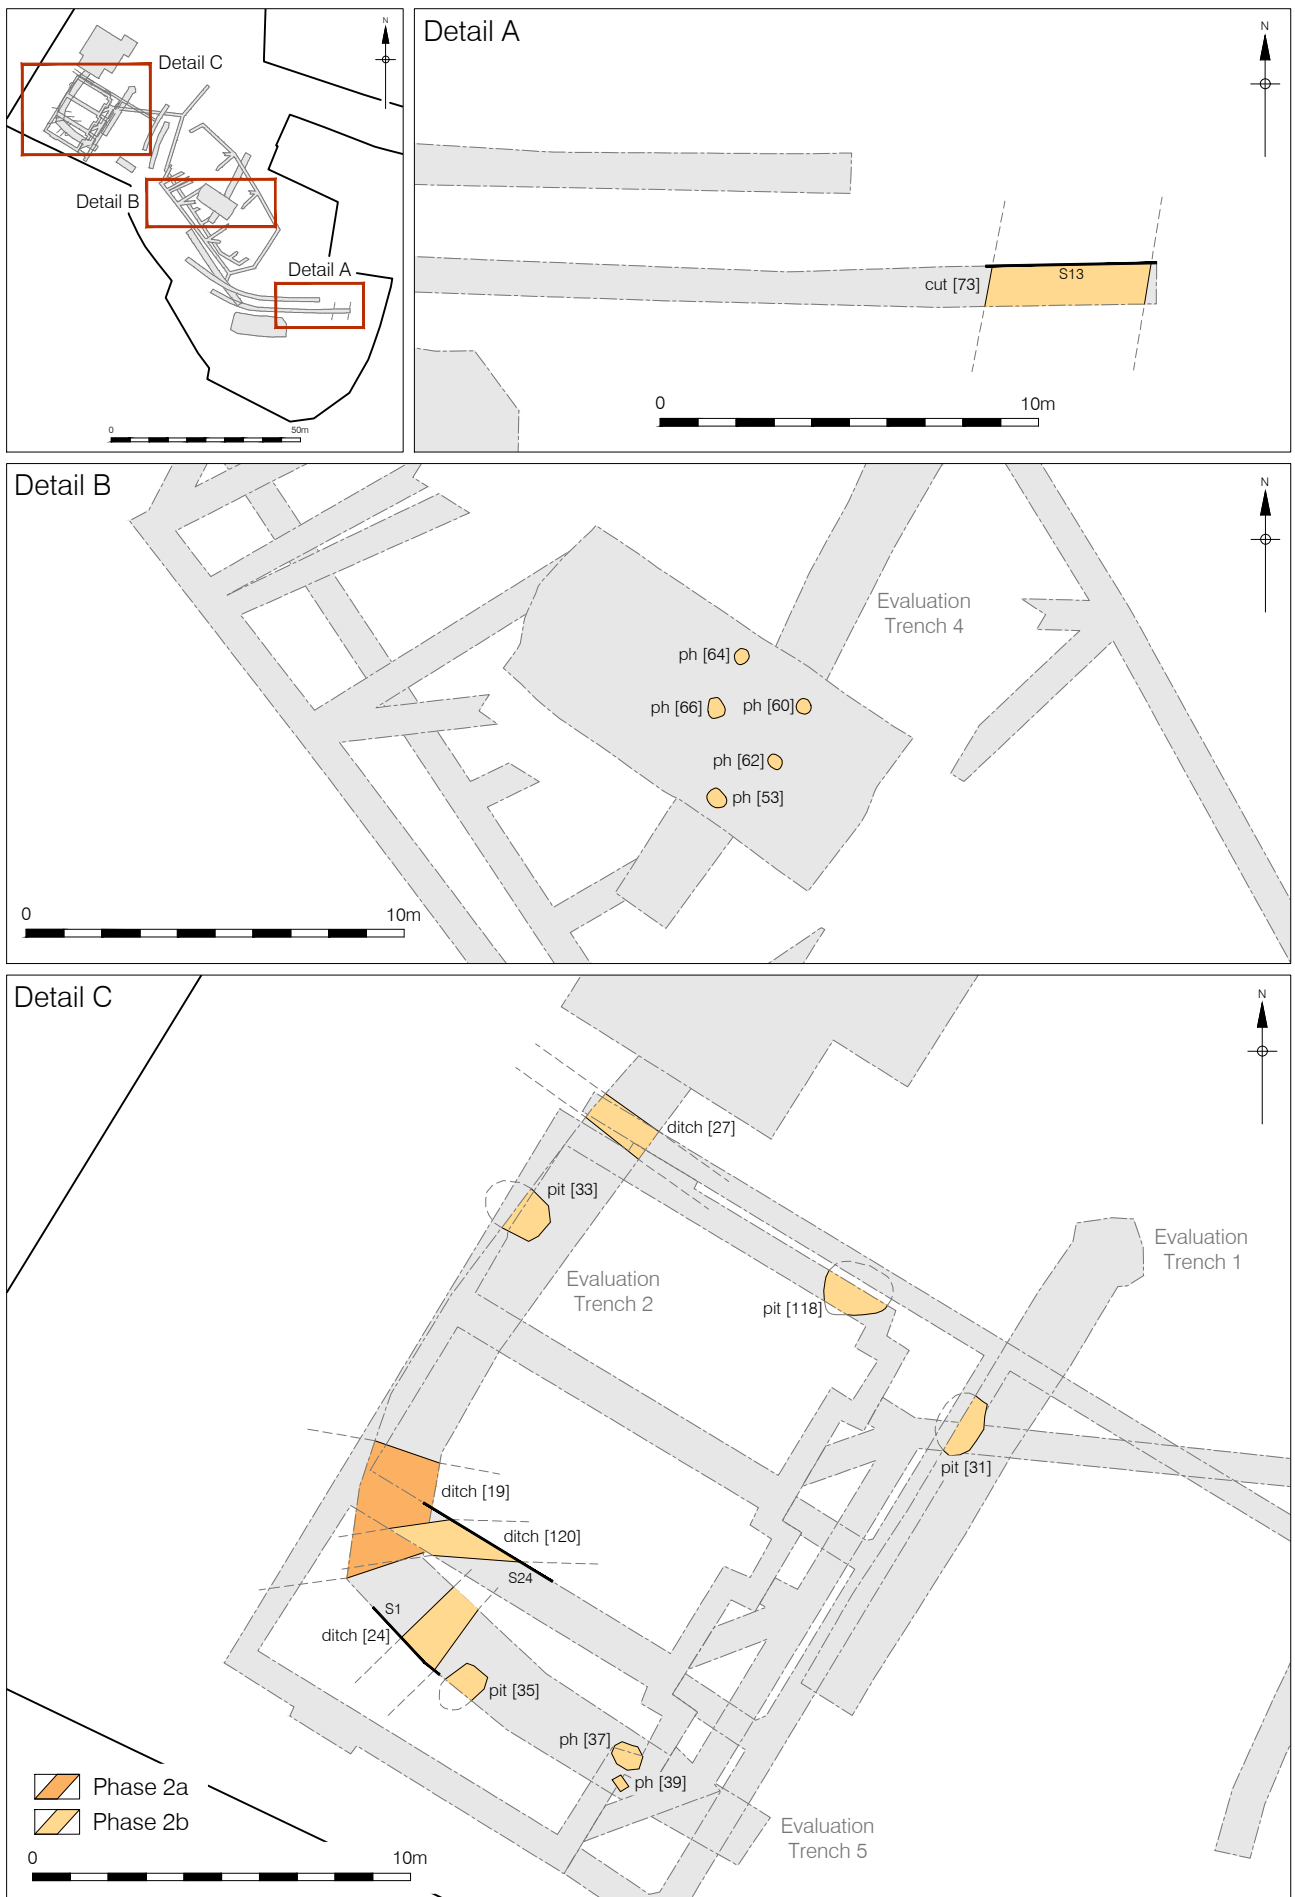 N
Detail C
Detail B
Detail A
0
50m
Detail A
N
cut [73]
S13
0
10m
Detail B
N
Evaluation
Trench 4
ph [64]
ph [66]
ph [60]
ph [62]
ph [53]
0
10m
Detail C
N
ditch [27]
pit [33]
Evaluation
Trench 1
Evaluation
Trench 2
pit [118]
pit [31]
ditch [19]
ditch [120]
S24
S1
ditch [24]
pit [35]
ph [37]
ph [39]
Phase 2a
Phase 2b
Evaluation
Trench 5
0
10m